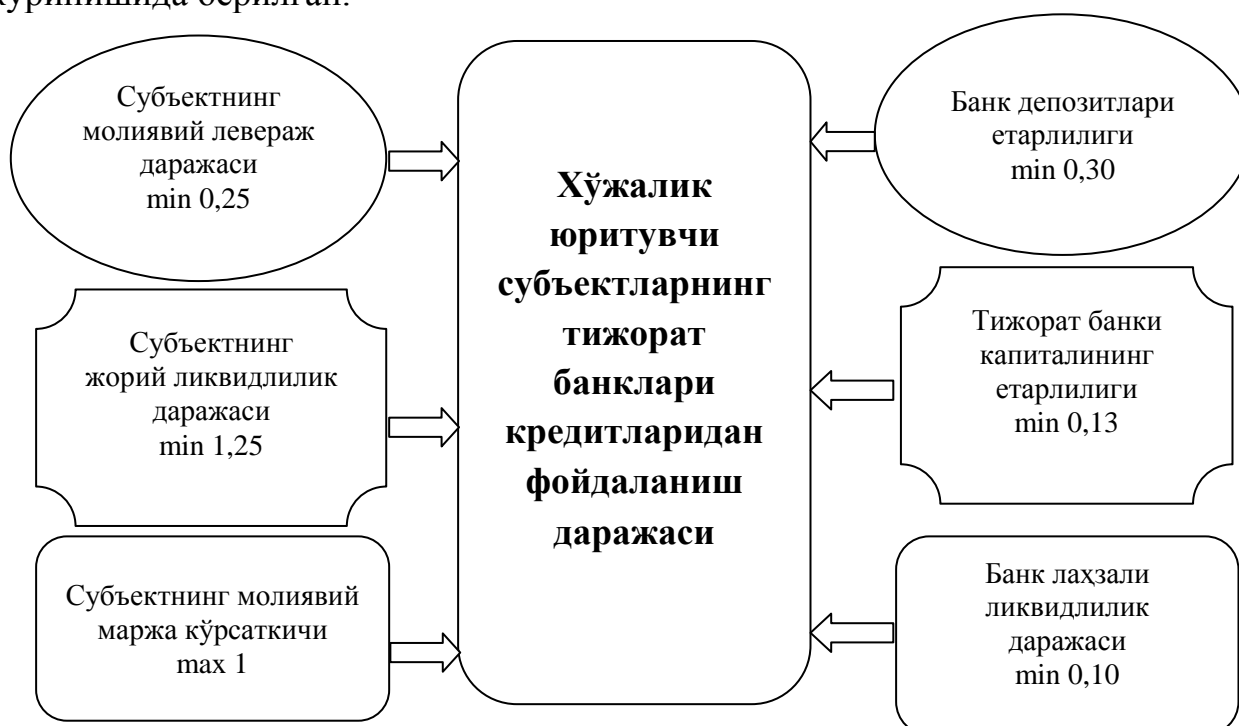 кўринишида берилган.
Субъектнинг
молиявий левераж
даражаси
min 0,25
Субъектнинг
жорий ликвидлилик
даражаси
min 1,25
Субъектнинг молиявий
маржа кўрсаткичи
max 1
Хўжалик
юритувчи
субъектларнинг
тижорат
банклари
кредитларидан
фойдаланиш
даражаси
Банк депозитлари
етарлилиги
min 0,30
Тижорат банки
капиталининг
етарлилиги
min 0,13
Банк лаҳзали
ликвидлилик
даражаси
min 0,10